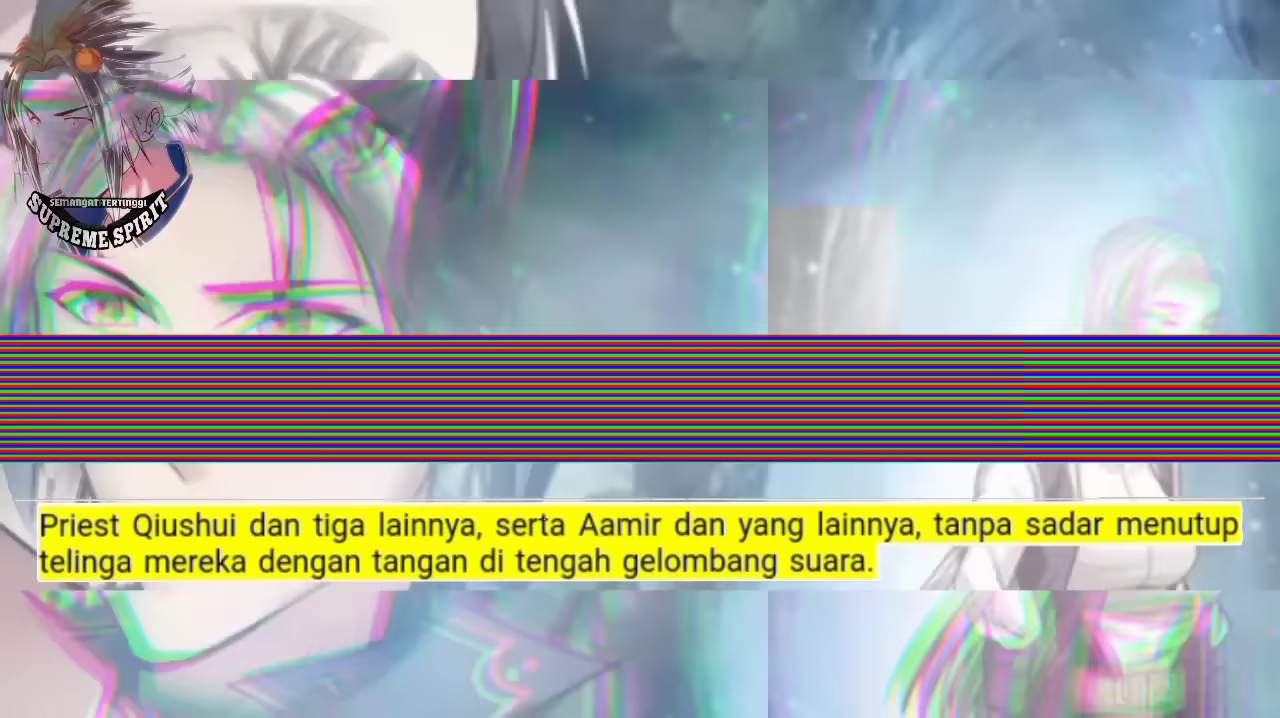 SEMANGAT TERTINGGI
SUPREME SPIRIT
Priest Qiushui dan tiga lainnya, serta Aamir dan yang lainnya, tanpa sadar menutup
telinga mereka dengan tangan di tengah gelombang suara.